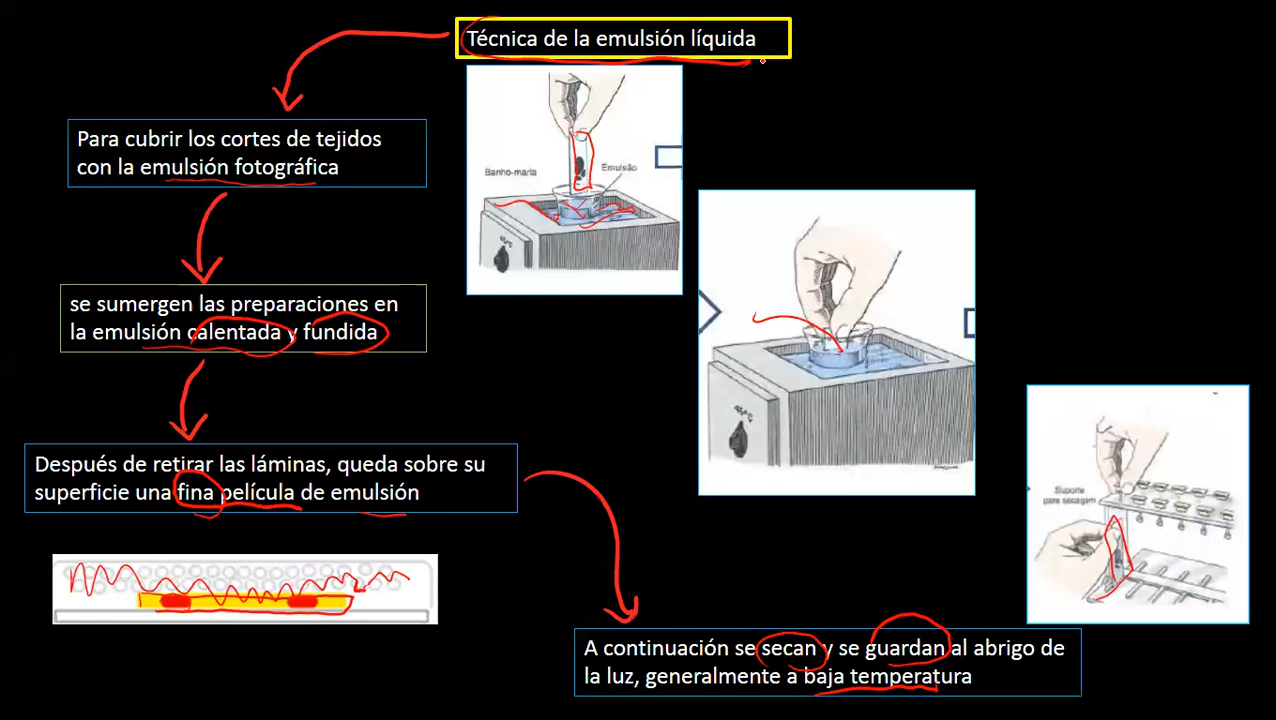 Técnica de la emulsión líquida
Para cubrir los cortes de tejidos
con la emulsión fotográfica
Banho-maria
Emulsão
45°C
se sumergen las preparaciones en
la emulsión calentada y fundida
45°C
Después de retirar las láminas, queda sobre su
superficie una fina película de emulsión
Suporte
para secagem
A continuación se secan y se guardan al abrigo de
la luz, generalmente a baja temperatura